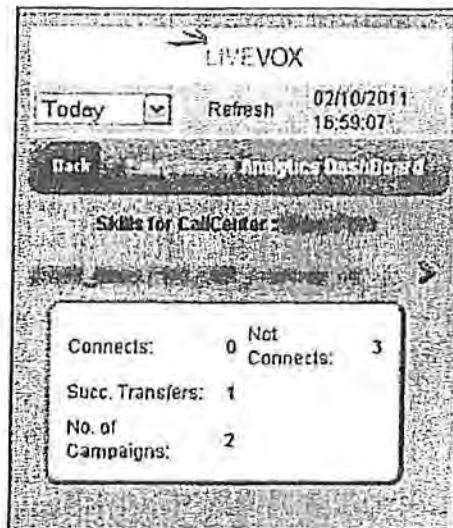 LIVEVOX
Today Refresh 02/10/2011
16:59:07
Back Analytics DashBoard
Skills for CallCenter :
Connects: 0 Not Connects: 3
Succ. Transfers: 1
No. of Campaigns: 2